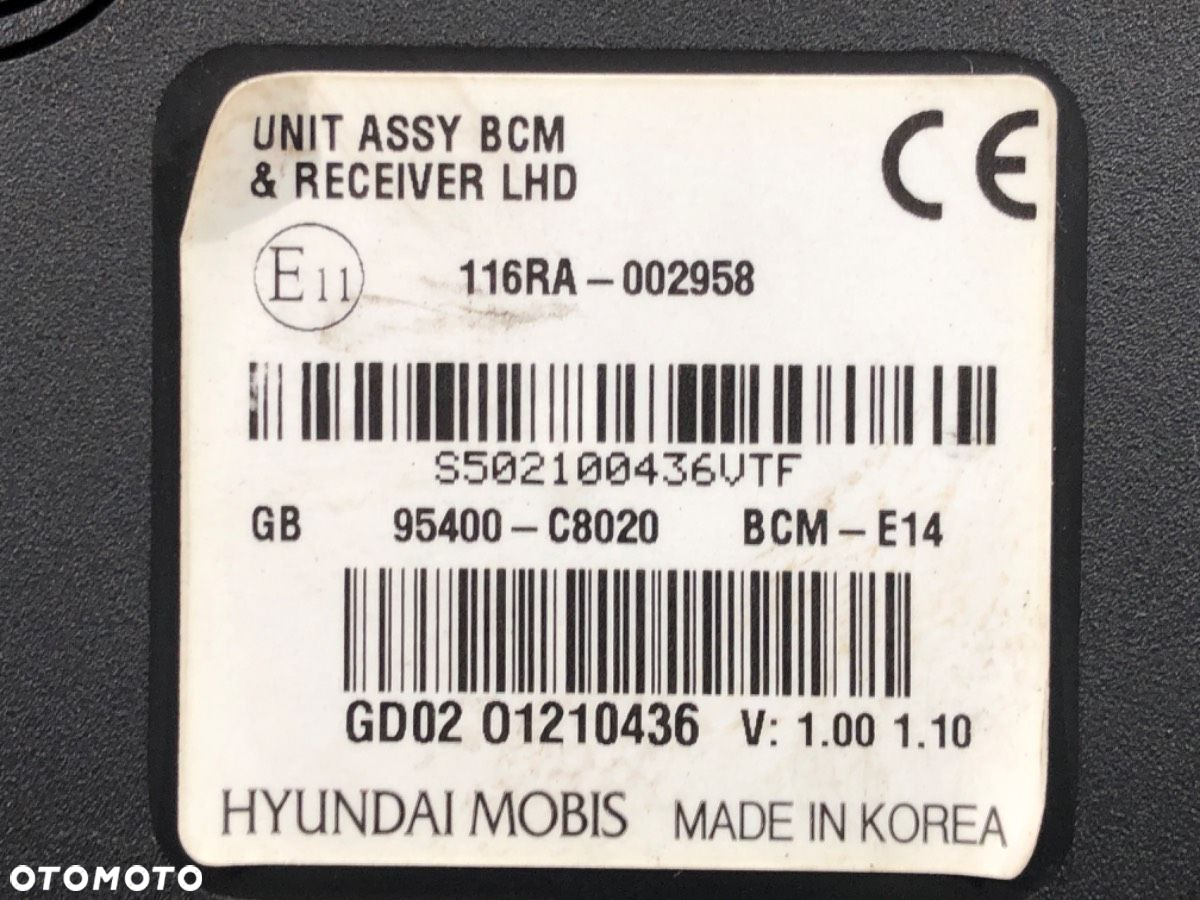 UNIT ASSY BCM
& RECEIVER LHD
CE
E11
116RA-002958
S502100436VTF
GB 95400-C8020 BCM-E14
GD02 01210436 V: 1.00 1.10
HYUNDAI MOBIS MADE IN KOREA
OTOMOTO